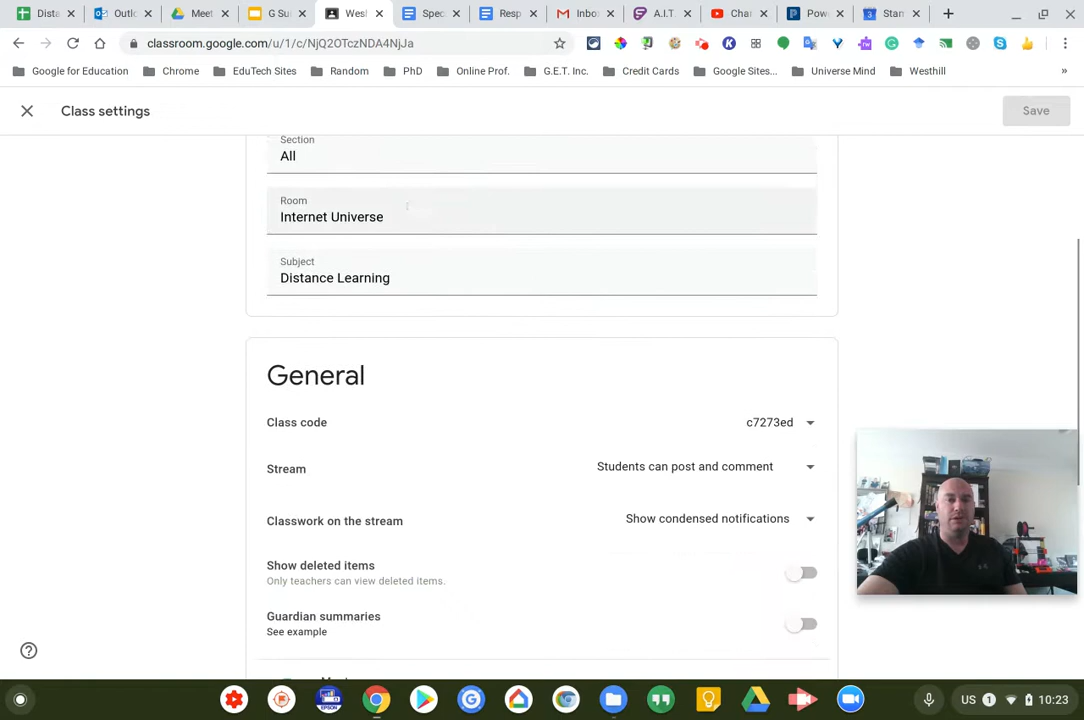 Dista
Outlo
Meet
G Su
Wes
Spec
Resp
Inbo
A.I.T.
Char
Pow
Stan
classroom.google.com/u/1/c/NjQ2OTczNDA4NjJa
Google for Education
Chrome
EduTech Sites
Random
PhD
Online Prof.
G.E.T. Inc.
Credit Cards
Google Sites...
Universe Mind
Westhill
»
Class settings
Save
Section
All
Room
Internet Universe
Subject
Distance Learning
General
Class code
c7273ed
Stream
Students can post and comment
Classwork on the stream
Show condensed notifications
Show deleted items
Only teachers can view deleted items.
Guardian summaries
See example
EPSON
US 1 10:23